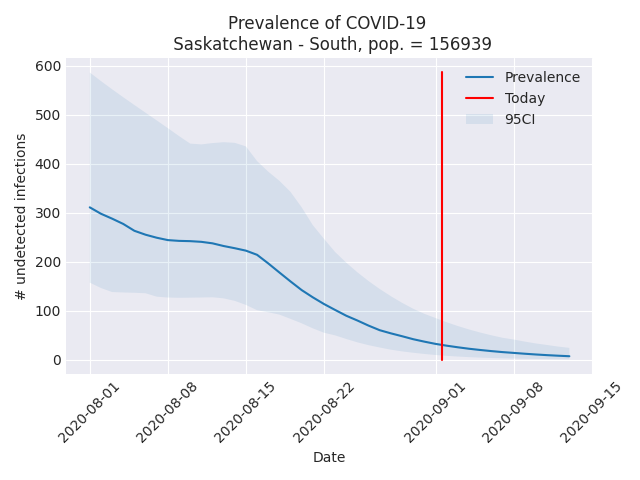 Prevalence of COVID-19
Saskatchewan - South, pop. = 156939
600
500
400
300
200
100
0
# undetected infections
Prevalence
Today
95CI
2020-08-01
2020-08-08
2020-08-15
2020-08-22
2020-09-01
2020-09-08
2020-09-15
Date